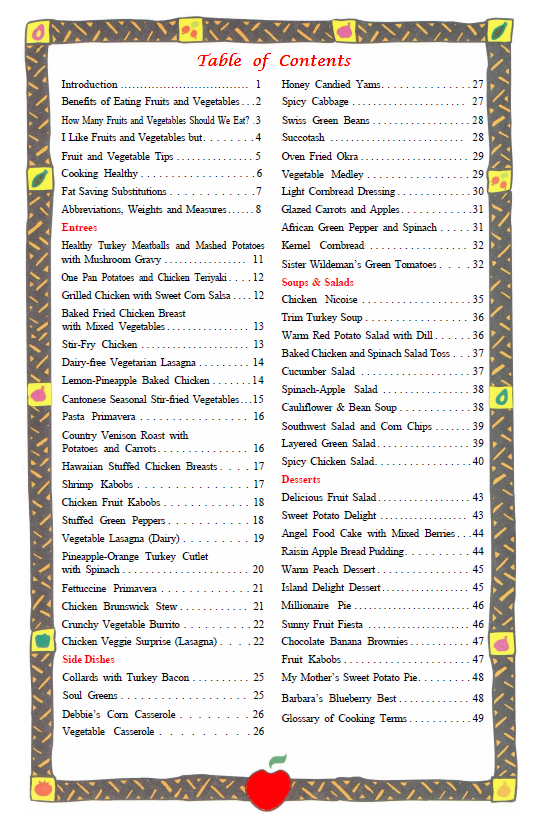 Table of Contents
Introduction .............................. 1
Benefits of Eating Fruits and Vegetables...2
How Many Fruits and Vegetables Should We Eat? .3
I Like Fruits and Vegetables but........4
Fruit and Vegetable Tips ............... 5
Cooking Healthy ......................6
Fat Saving Substitutions ..........7
Abbreviations, Weights and Measures......8
Entrees
Healthy Turkey Meatballs and Mashed Potatoes
with Mushroom Gravy ................. 11
One Pan Potatoes and Chicken Teriyaki....12
Grilled Chicken with Sweet Corn Salsa ....12
Baked Fried Chicken Breast
with Mixed Vegetables................ 13
Stir-Fry Chicken ................... 13
Dairy-free Vegetarian Lasagna ........ 14
Lemon-Pineapple Baked Chicken .......14
Cantonese Seasonal Stir-fried Vegetables...15
Pasta Primavera ................... 16
Country Venison Roast with
Potatoes and Carrots................. 16
Hawaiian Stuffed Chicken Breasts.... 17
Shrimp Kabobs ................. 17
Chicken Fruit Kabobs ............ 18
Stuffed Green Peppers ........... 18
Vegetable Lasagna (Dairy) ......... 19
Pineapple-Orange Turkey Cutlet
with Spinach ...................... 20
Fettuccine Primavera ............ 21
Chicken Brunswick Stew .......... 21
Crunchy Vegetable Burrito ........ 22
Chicken Veggie Surprise (Lasagna).... 22
Side Dishes
Collards with Turkey Bacon .......... 25
Soul Greens .................. 25
Debbie's Corn Casserole ........ 26
Vegetable Casserole .......... 26
Honey Candied Yams............... 27
Spicy Cabbage .................. 27
Swiss Green Beans ............... 28
Succotash ..................... 28
Oven Fried Okra ................. 29
Vegetable Medley ................ 29
Light Cornbread Dressing........... 30
Glazed Carrots and Apples...........31
African Green Pepper and Spinach ..... 31
Kernel Cornbread ............... 32
Sister Wildeman's Green Tomatoes .... 32
Soups & Salads
Chicken Nicoise ................ 35
Trim Turkey Soup ............... 36
Warm Red Potato Salad with Dill......36
Baked Chicken and Spinach Salad Toss ... 37
Cucumber Salad ................ 37
Spinach-Apple Salad ............. 38
Cauliflower & Bean Soup ........... 38
Southwest Salad and Corn Chips ...... 39
Layered Green Salad................ 39
Spicy Chicken Salad................ 40
Desserts
Delicious Fruit Salad............... 43
Sweet Potato Delight .............. 43
Angel Food Cake with Mixed Berries...44
Raisin Apple Bread Pudding.......... 44
Warm Peach Dessert............... 45
Island Delight Dessert.............. 45
Millionaire Pie ................... 46
Sunny Fruit Fiesta ................ 46
Chocolate Banana Brownies.......... 47
Fruit Kabobs .................... 47
My Mother's Sweet Potato Pie........ 48
Barbara's Blueberry Best ........... 48
Glossary of Cooking Terms...........49